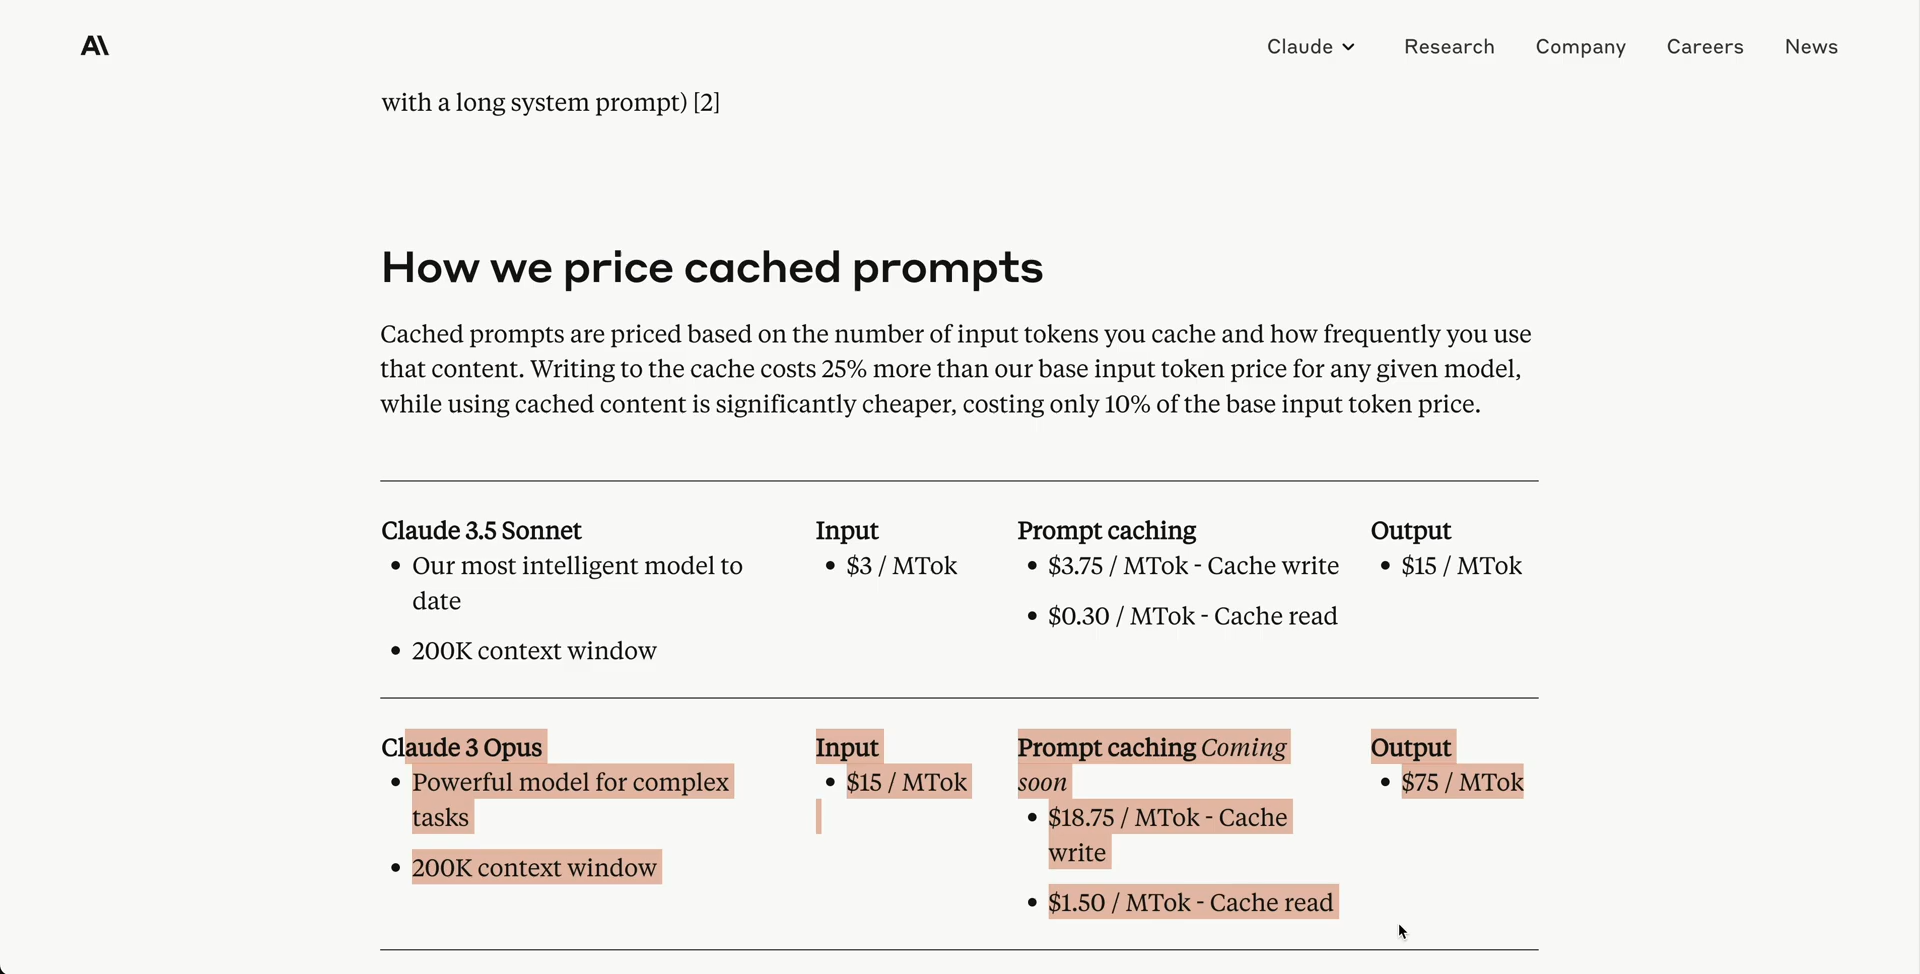 A\
Claude
Research
Company
Careers
News
with a long system prompt) [2]
How we price cached prompts
Cached prompts are priced based on the number of input tokens you cache and how frequently you use
that content. Writing to the cache costs 25% more than our base input token price for any given model,
while using cached content is significantly cheaper, costing only 10% of the base input token price.
Claude 3.5 Sonnet
• Our most intelligent model to
date
• 200K context window
Input
• $3 / MTok
Prompt caching
• $3.75 / MTok - Cache write
• $0.30 / MTok - Cache read
Output
• $15 / MTok
Claude 3 Opus
• Powerful model for complex
tasks
• 200K context window
Input
• $15 / MTok
Prompt caching Coming
soon
• $18.75 / MTok - Cache
write
• $1.50 / MTok - Cache read
Output
• $75 / MTok